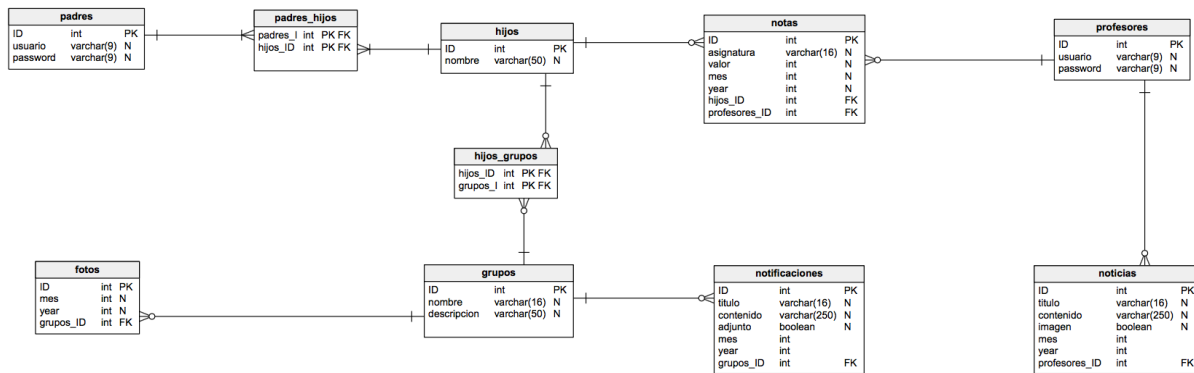 padres
ID int PK
usuario varchar(9) N
password varchar(9) N
padres_hijos
padres_I int PK FK
hijos_ID int PK FK
hijos
ID int PK
nombre varchar(50) N
notas
ID int PK
asignatura varchar(16) N
valor int N
mes int N
year int N
hijos_ID int FK
profesores_ID int FK
profesores
ID int PK
usuario varchar(9) N
password varchar(9) N
hijos_grupos
hijos_ID int PK FK
grupos_I int PK FK
fotos
ID int PK
mes int N
year int N
grupos_ID int FK
grupos
ID int PK
nombre varchar(16) N
descripcion varchar(50) N
notificaciones
ID int PK
titulo varchar(16) N
contenido varchar(250) N
adjunto boolean N
mes int
year int
grupos_ID int FK
noticias
ID int PK
titulo varchar(16) N
contenido varchar(250) N
imagen boolean N
mes int
year int
profesores_ID int FK